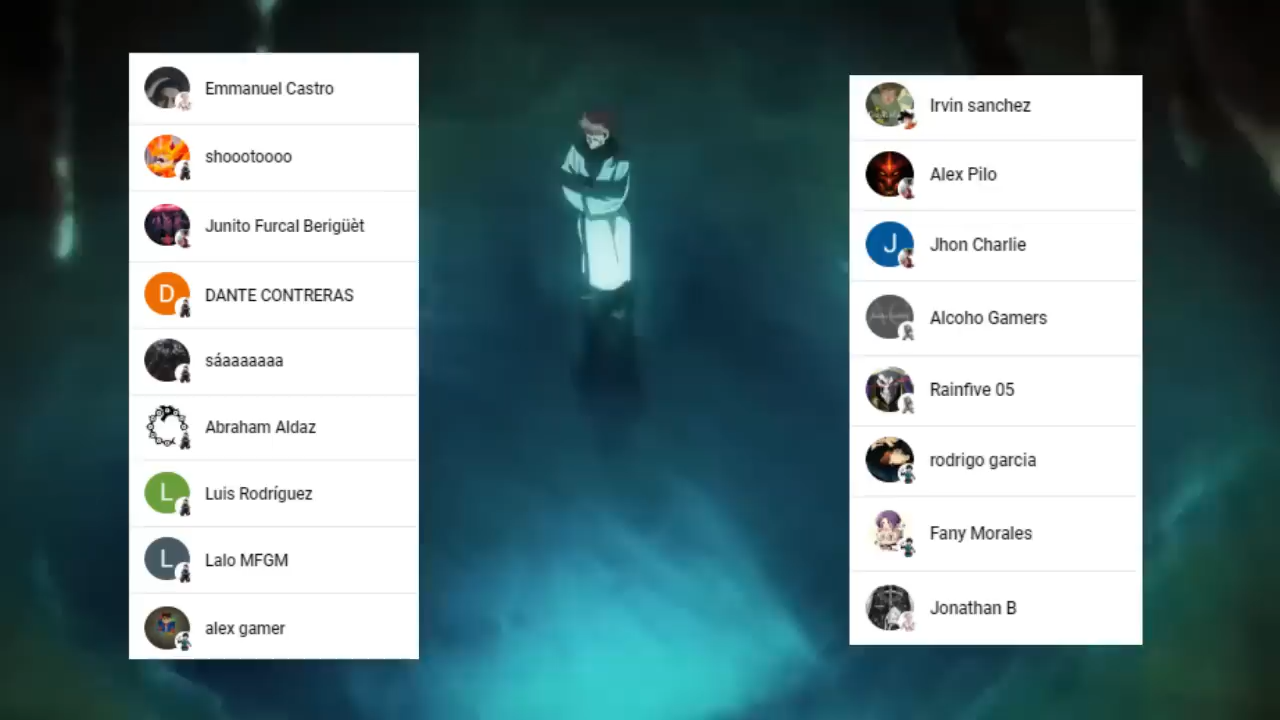 Emmanuel Castro
shoootoooo
Junito Furcal Berigüèt
D
DANTE CONTRERAS
sáaaaaaaa
Abraham Aldaz
L
Luis Rodríguez
L
Lalo MFGM
alex gamer
Irvin sanchez
Alex Pilo
J
Jhon Charlie
Alcoho Gamers
Rainfive 05
rodrigo garcia
Fany Morales
Jonathan B